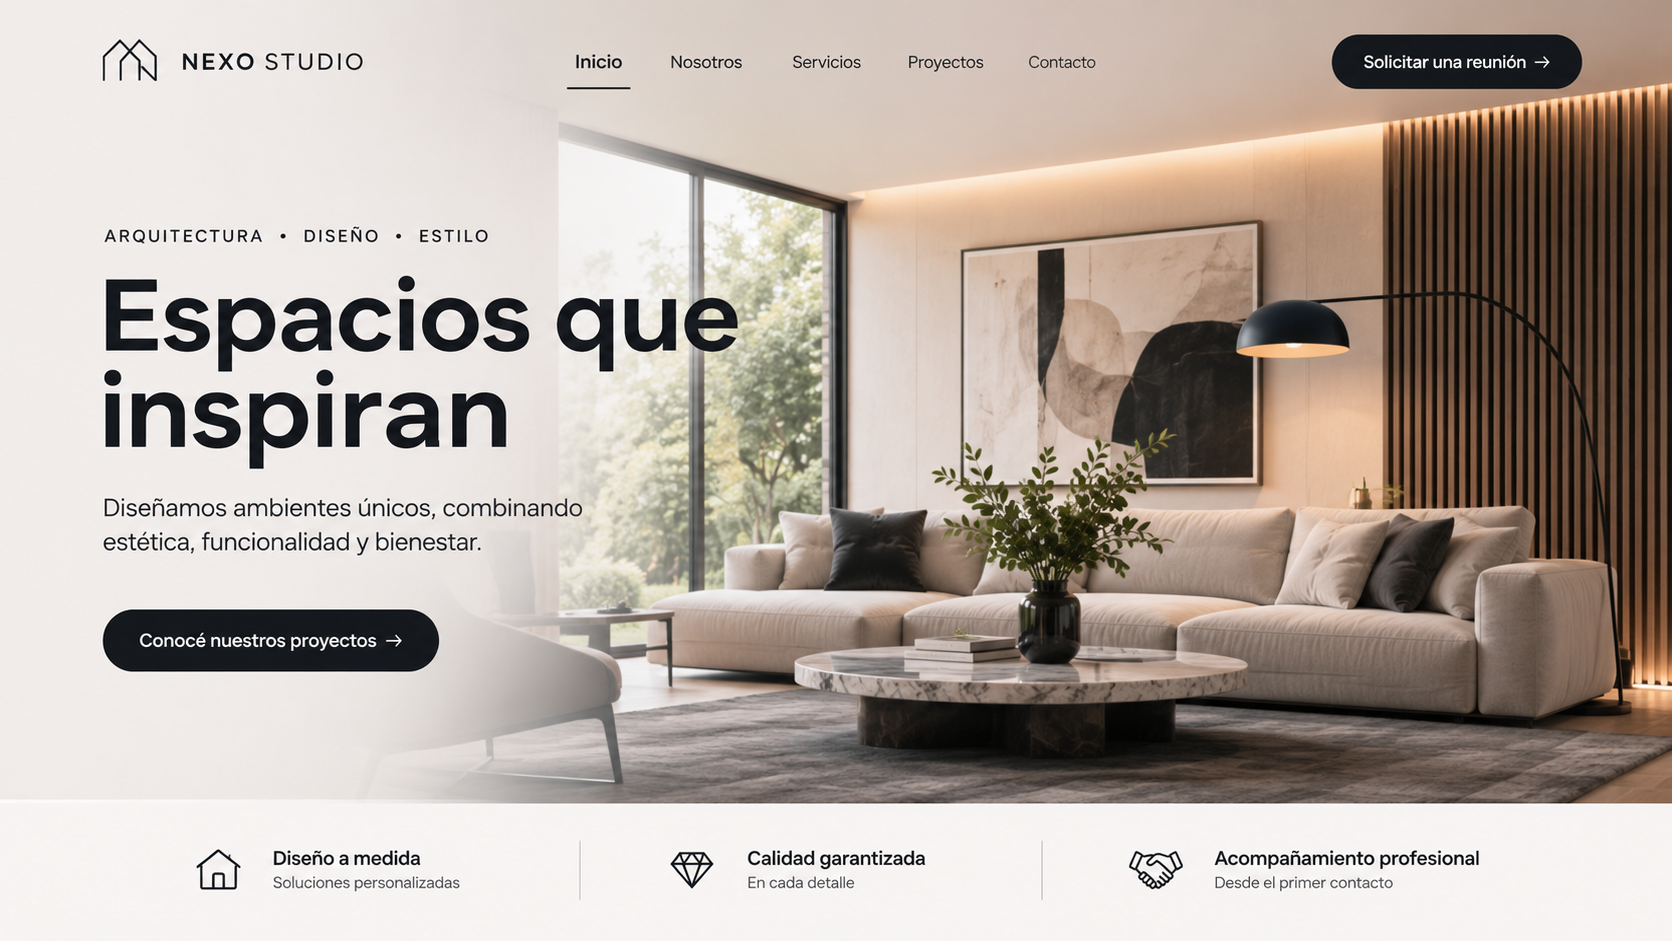 NEXO STUDIO
Inicio
Nosotros
Servicios
Proyectos
Contacto
Solicitar una reunión →
ARQUITECTURA • DISEÑO • ESTILO
Espacios que
inspiran
Diseñamos ambientes únicos, combinando
estética, funcionalidad y bienestar.
Conocé nuestros proyectos →
Diseño a medida
Soluciones personalizadas
Calidad garantizada
En cada detalle
Acompañamiento profesional
Desde el primer contacto